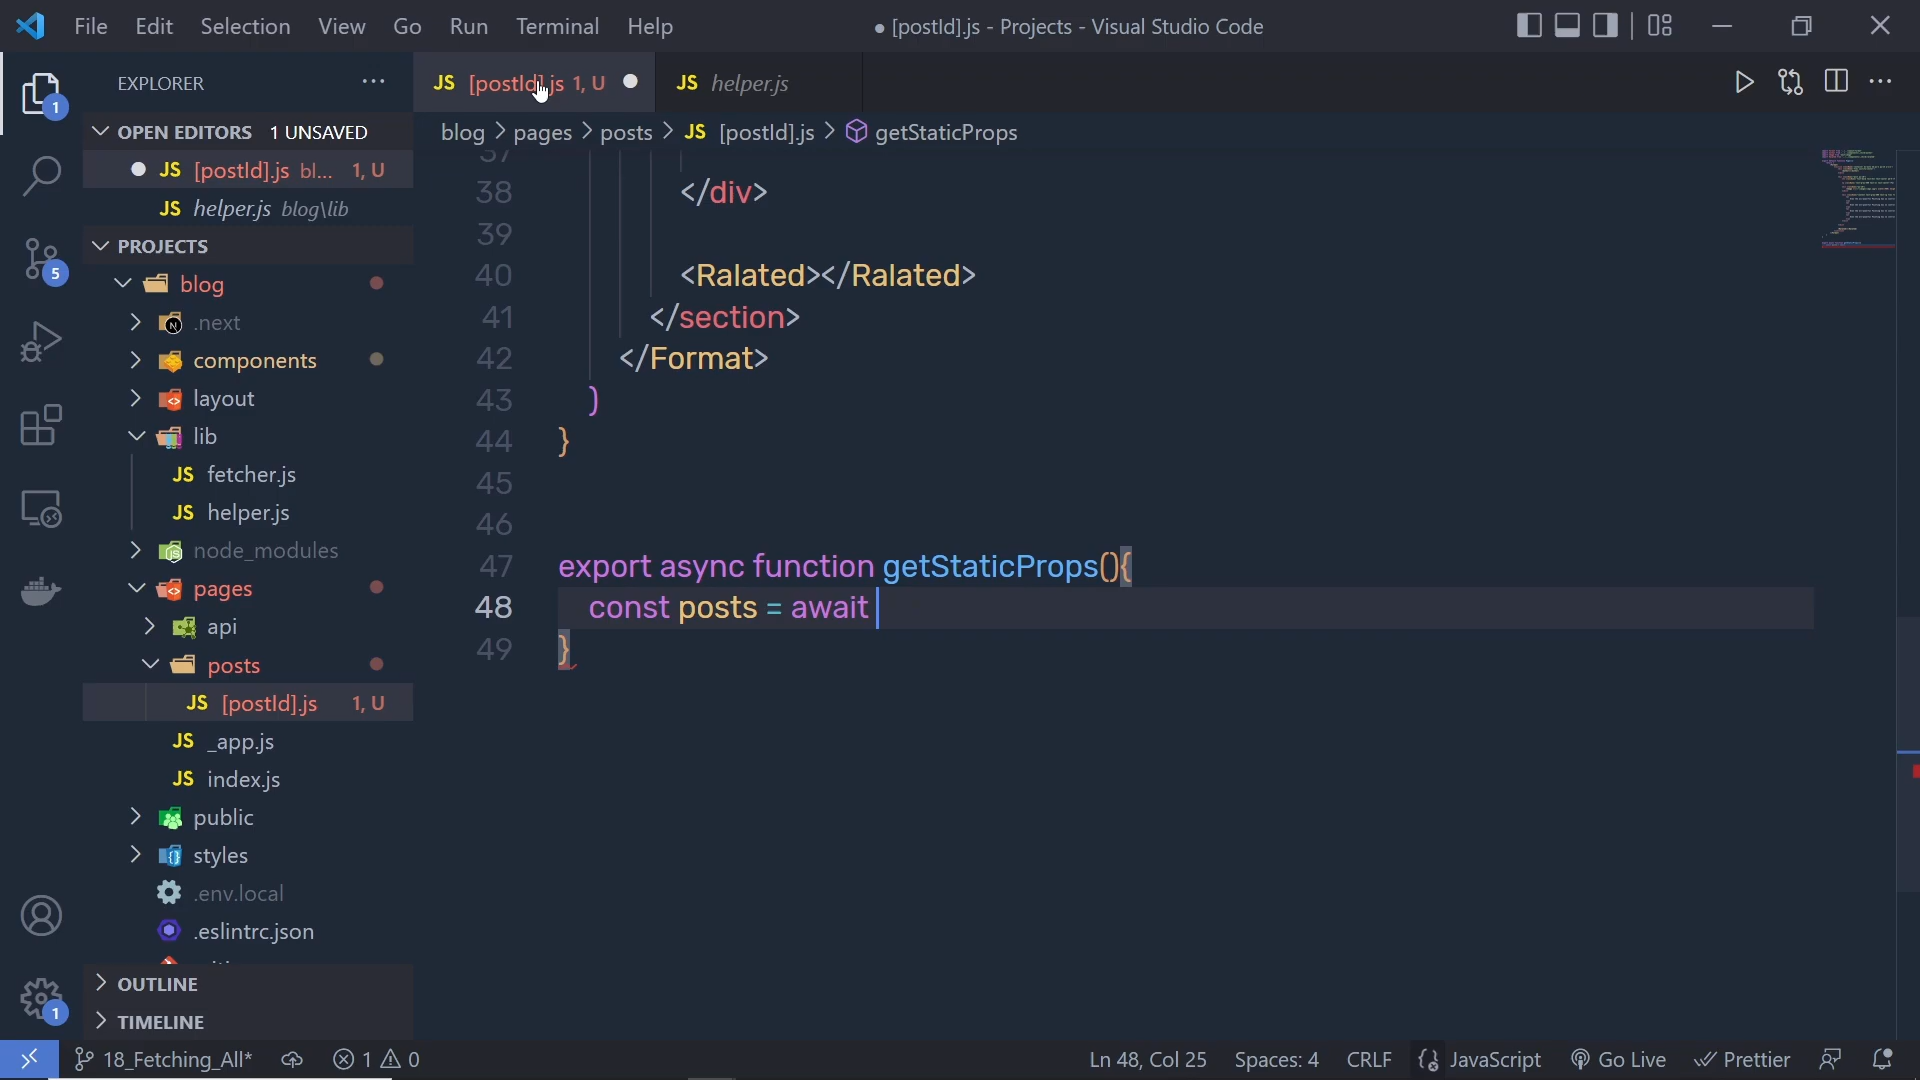 File Edit Selection View Go Run Terminal Help
● [postId].js - Projects - Visual Studio Code
1
5
1
EXPLORER ···
OPEN EDITORS 1 UNSAVED
JS [postId].js bl... 1, U
JS helper.js blog\lib
PROJECTS
blog
.next
components
layout
lib
JS fetcher.js
JS helper.js
node_modules
pages
api
posts
JS [postId].js 1, U
JS _app.js
JS index.js
public
styles
.env.local
.eslintrc.json
OUTLINE
TIMELINE
JS [postId].js 1, U ●
JS helper.js
blog > pages > posts > JS [postId].js > getStaticProps
37
38 </div>
39
40 <Ralated></Ralated>
41 </section>
42 </Format>
43 )
44 }
45
46
47 export async function getStaticProps(){
48 const posts = await
49 }
18_Fetching_All* 1 0
Ln 48, Col 25 Spaces: 4 CRLF JavaScript Go Live Prettier